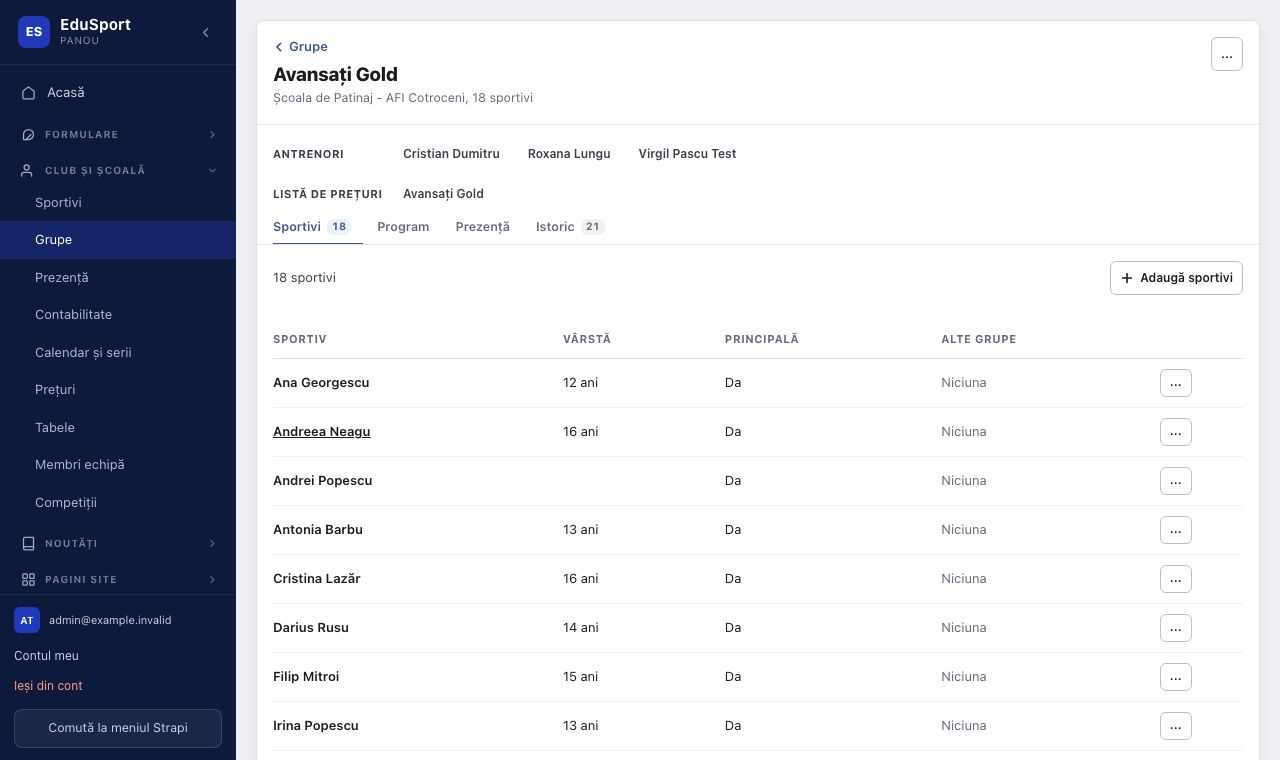 ES EduSport
PANOU
Acasă
FORMULARE
CLUB ȘI ȘCOALĂ
Sportivi
Grupe
Prezență
Contabilitate
Calendar și serii
Prețuri
Tabele
Membri echipă
Competiții
NOUTĂȚI
PAGINI SITE
AT admin@example.invalid
Contul meu
Ieși din cont
Comută la meniul Strapi
Grupe
...
Avansați Gold
Școala de Patinaj - AFI Cotroceni, 18 sportivi
ANTRENORI Cristian Dumitru Roxana Lungu Virgil Pascu Test
LISTĂ DE PREȚURI Avansați Gold
Sportivi 18 Program Prezență Istoric 21
18 sportivi + Adaugă sportivi
SPORTIV VÂRSTĂ PRINCIPALĂ ALTE GRUPE
Ana Georgescu 12 ani Da Niciuna ...
Andreea Neagu 16 ani Da Niciuna ...
Andrei Popescu Da Niciuna ...
Antonia Barbu 13 ani Da Niciuna ...
Cristina Lazăr 16 ani Da Niciuna ...
Darius Rusu 14 ani Da Niciuna ...
Filip Mitroi 15 ani Da Niciuna ...
Irina Popescu 13 ani Da Niciuna ...